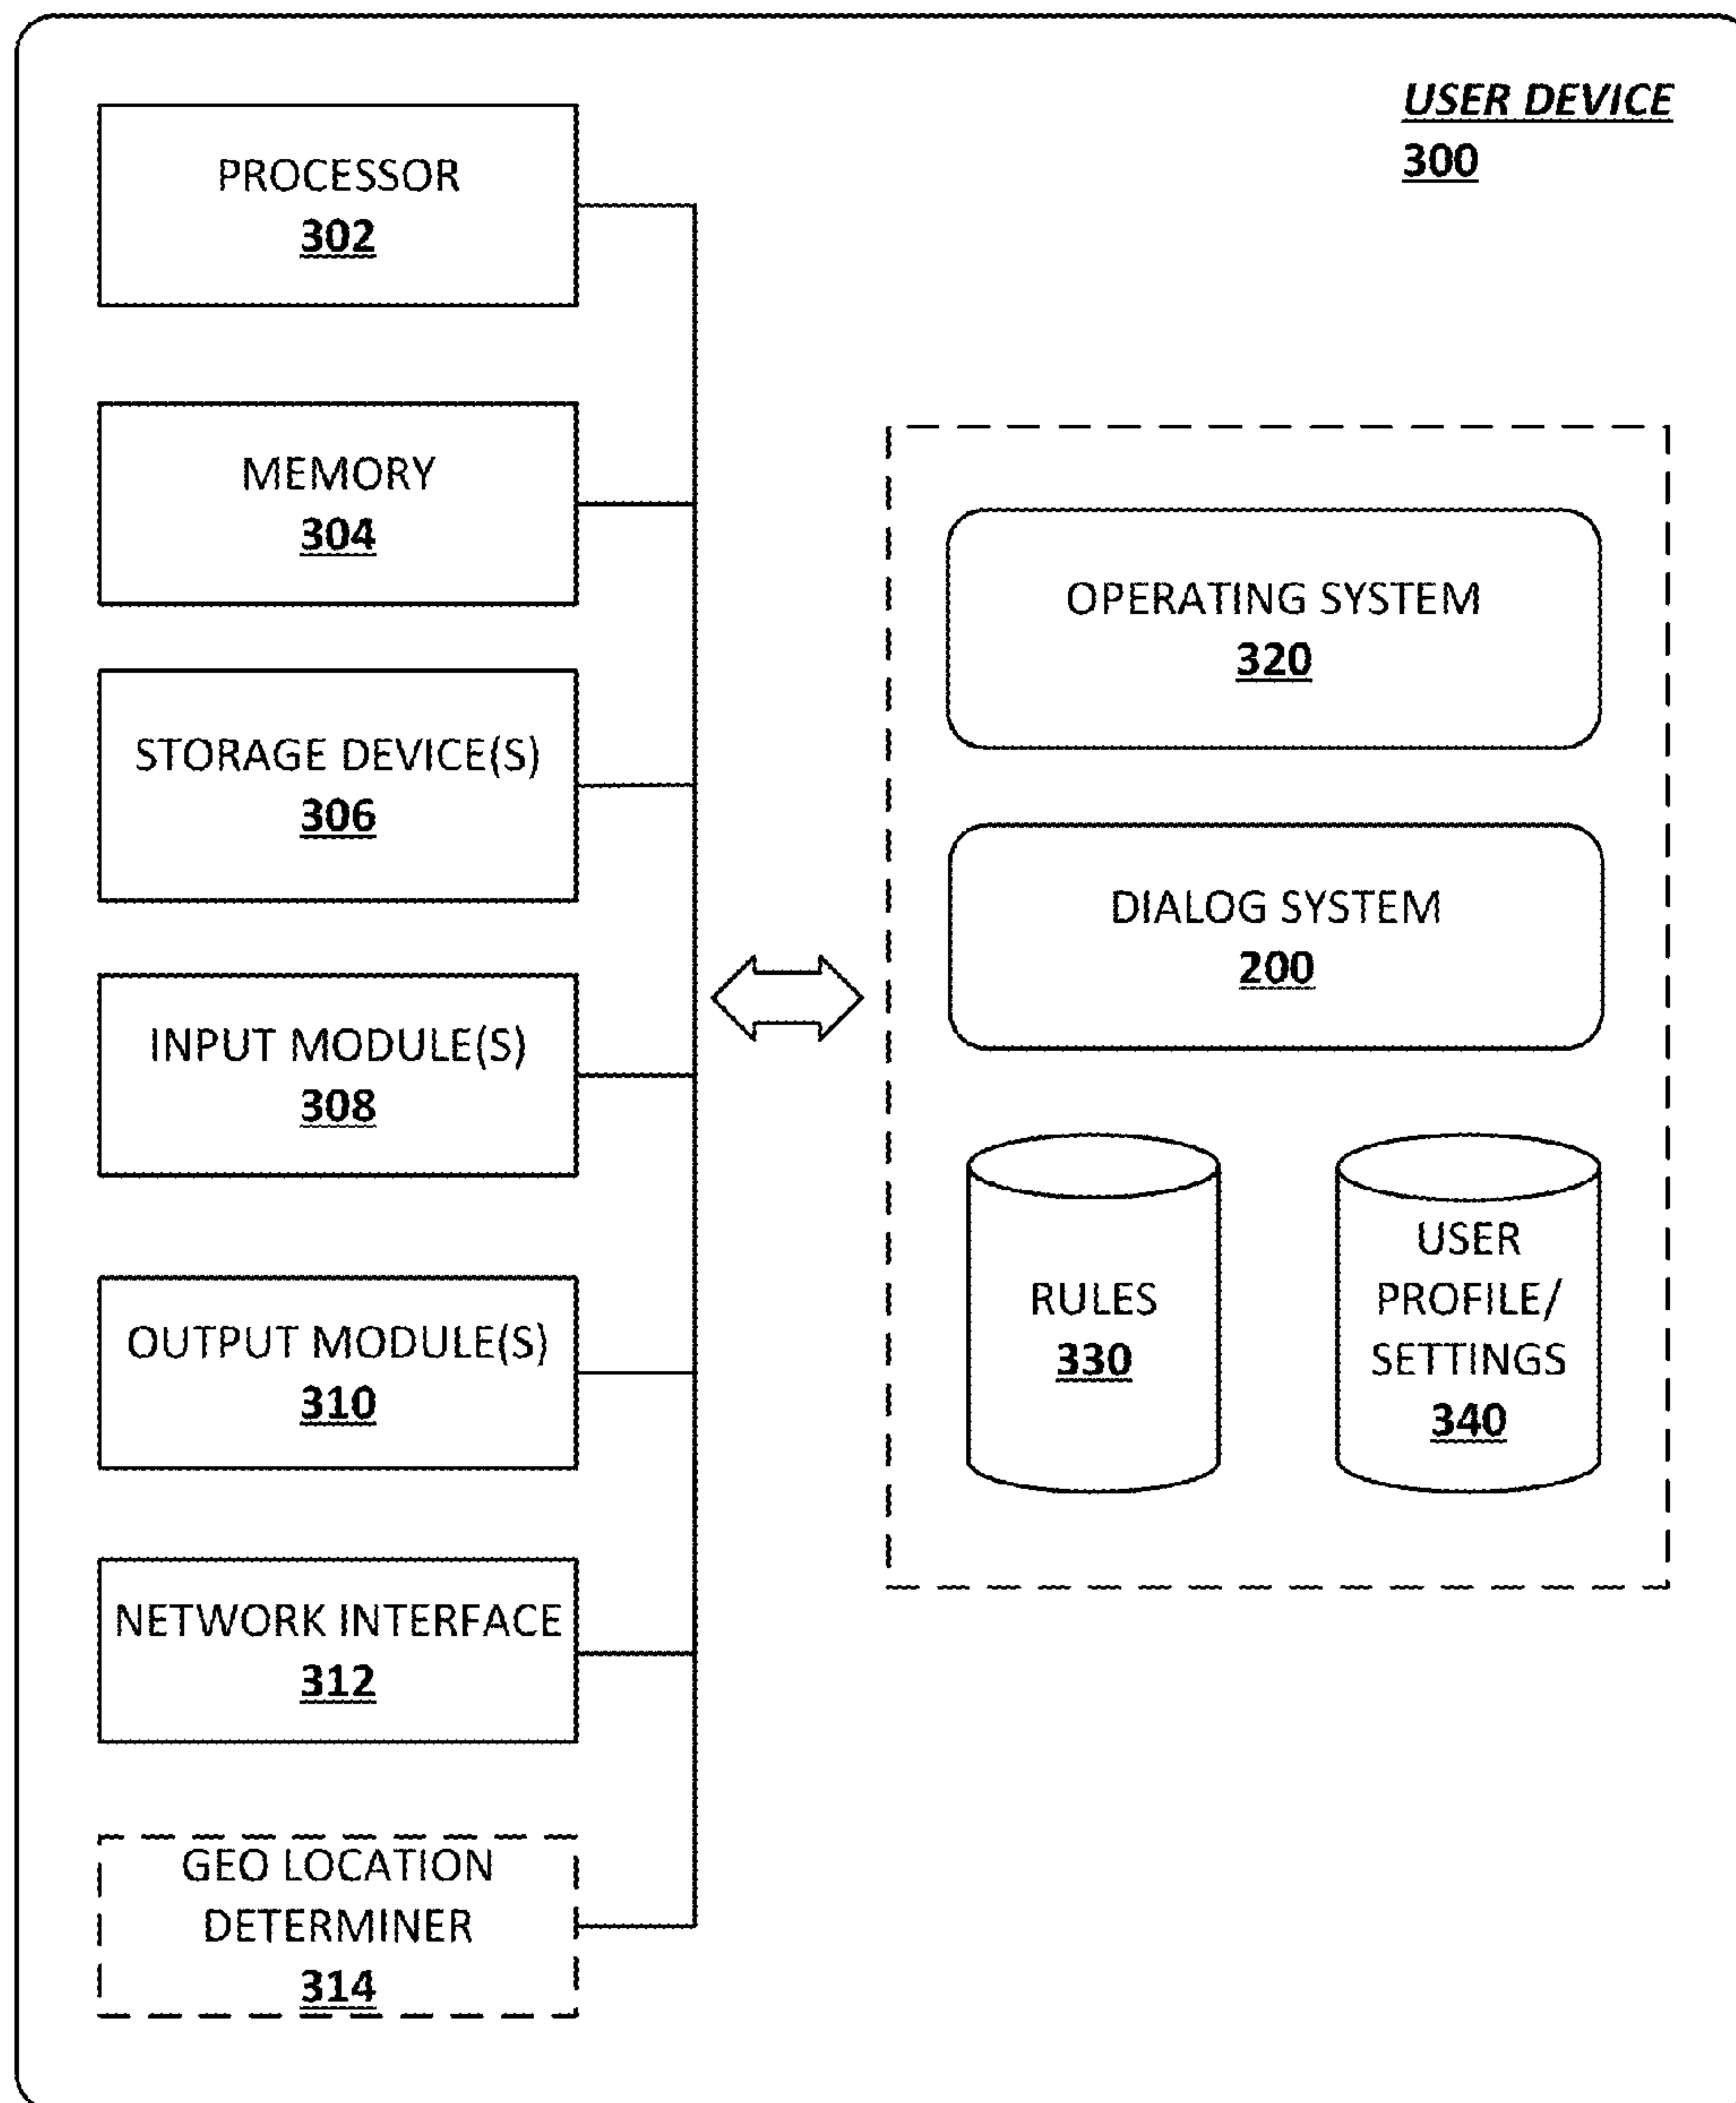 USER DEVICE
300
PROCESSOR
302
MEMORY
304
STORAGE DEVICE(S)
306
INPUT MODULE(S)
308
OUTPUT MODULE(S)
310
NETWORK INTERFACE
312
GEO LOCATION
DETERMINER
314
OPERATING SYSTEM
320
DIALOG SYSTEM
200
RULES
330
USER
PROFILE/
SETTINGS
340